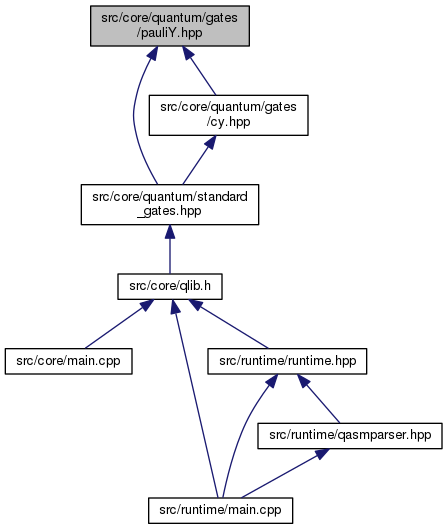 src/core/quantum/gates
/pauliY.hpp
src/core/quantum/gates
/cy.hpp
src/core/quantum/standard
_gates.hpp
src/core/qlib.h
src/core/main.cpp
src/runtime/runtime.hpp
src/runtime/qasmparser.hpp
src/runtime/main.cpp